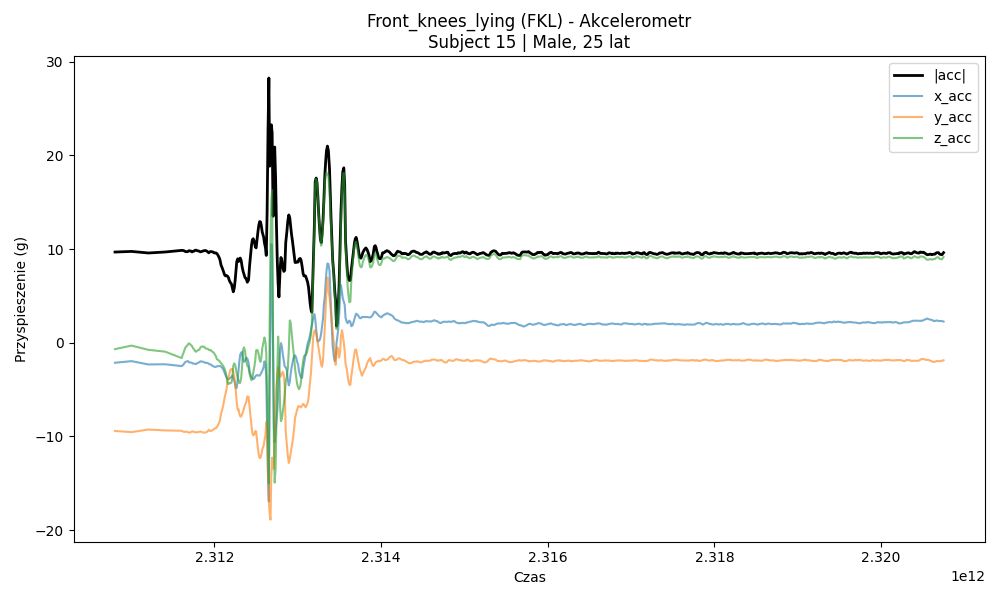 Front_knees_lying (FKL) - Akcelerometr
Subject 15 | Male, 25 lat
|acc|
x_acc
y_acc
z_acc
Przyspieszenie (g)
30
20
10
0
−10
−20
2.312
2.314
2.316
2.318
2.320
1e12
Czas